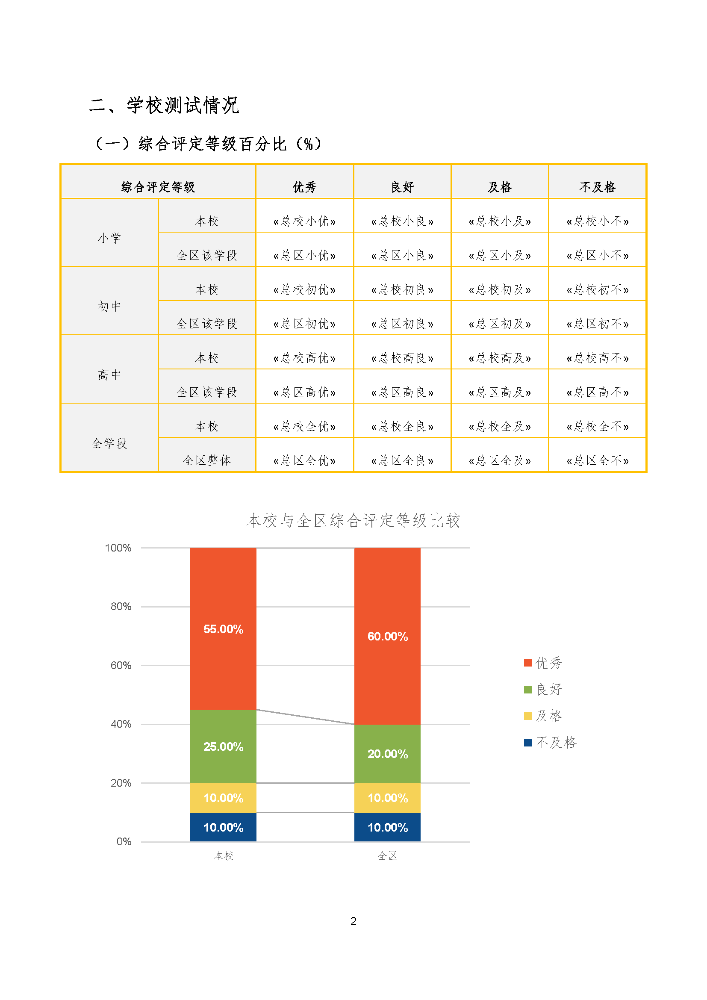 二、学校测试情况
（一）综合评定等级百分比（%）
综合评定等级 优秀 良好 及格 不及格
小学 本校 «总校小优» «总校小良» «总校小及» «总校小不»
全区该学段 «总区小优» «总区小良» «总区小及» «总区小不»
初中 本校 «总校初优» «总校初良» «总校初及» «总校初不»
全区该学段 «总区初优» «总区初良» «总区初及» «总区初不»
高中 本校 «总校高优» «总校高良» «总校高及» «总校高不»
全区该学段 «总区高优» «总区高良» «总区高及» «总区高不»
全学段 本校 «总校全优» «总校全良» «总校全及» «总校全不»
全区整体 «总区全优» «总区全良» «总区全及» «总区全不»
本校与全区综合评定等级比较
100%
80%
55.00% 60.00%
60%
优秀
良好
及格
不及格
40%
25.00% 20.00%
20%
10.00% 10.00%
10.00% 10.00%
0%
本校 全区
2